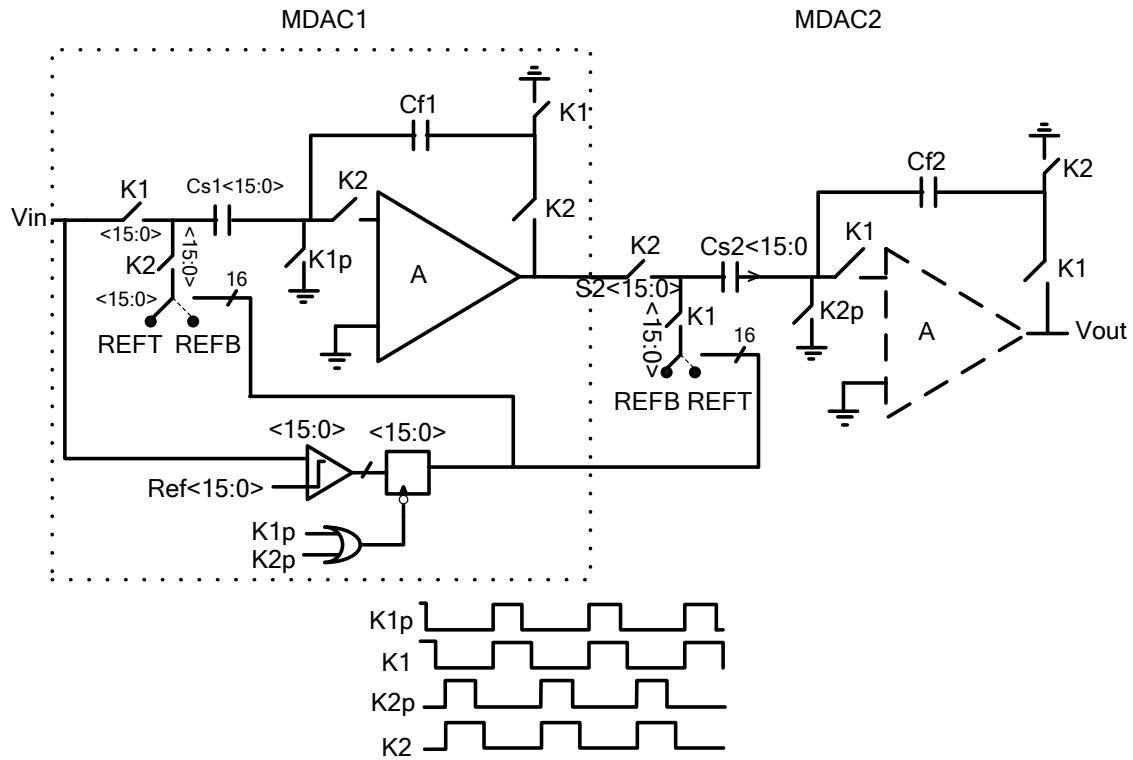 MDAC1
MDAC2
Cf1
K1
K1
Cs1<15:0>
K2
Cf2
K2
Vin
<15:0>
<15:0>
K2
K1p
A
K2
K2
Cs2<15:0
K1
<15:0>
16
S2<15:0>
K1
K2p
A
K1
REFT
REFB
<15:0>
16
Vout
REFB
REFT
<15:0>
<15:0>
Ref<15:0>
K1p
K2p
K1p
K1
K2p
K2